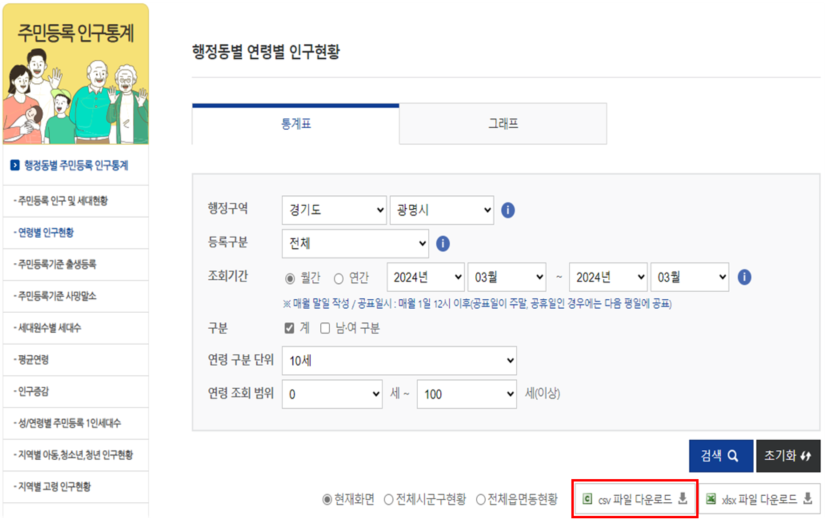 주민등록 인구통계
행정동별 주민등록 인구통계
- 주민등록 인구 및 세대현황
- 연령별 인구현황
- 주민등록기준 출생등록
- 주민등록기준 사망말소
- 세대원수별 세대수
- 평균연령
- 인구증감
- 성/연령별 주민등록 1인세대수
- 지역별 아동,청소년,청년 인구현황
- 지역별 고령 인구현황
행정동별 연령별 인구현황
통계표 그래프
행정구역 경기도 광명시 i
등록구분 전체 i
조회기간 월간 연간 2024년 03월 ~ 2024년 03월 i
※ 매월 말일 작성 / 공표일시 : 매월 1일 12시 이후(공표일이 주말, 공휴일인 경우에는 다음 평일에 공표)
구분 계 남·여 구분
연령 구분 단위 10세
연령 조회 범위 0 세 ~ 100 세(이상)
검색 초기화
현재화면 전체시군구현황 전체읍면동현황 csv 파일 다운로드 xlsx 파일 다운로드